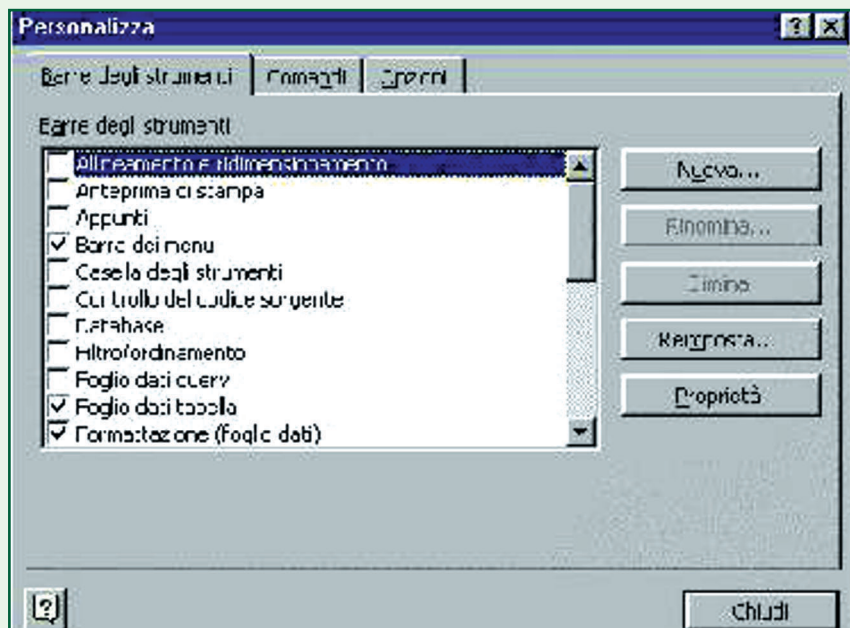 Personalizza
Barre degli strumenti Comandi Opzioni
Barre degli strumenti
Allineamento e ridimensionamento
Anteprima di stampa
Appunti
Barra dei menu
Casella degli strumenti
Controllo del codice sorgente
Database
Filtro/ordinamento
Foglio dati query
Foglio dati tabella
Formattazione (foglio dati)
Nuova...
Rinomina...
Elimina
Reimposta...
Proprietà
Chiudi